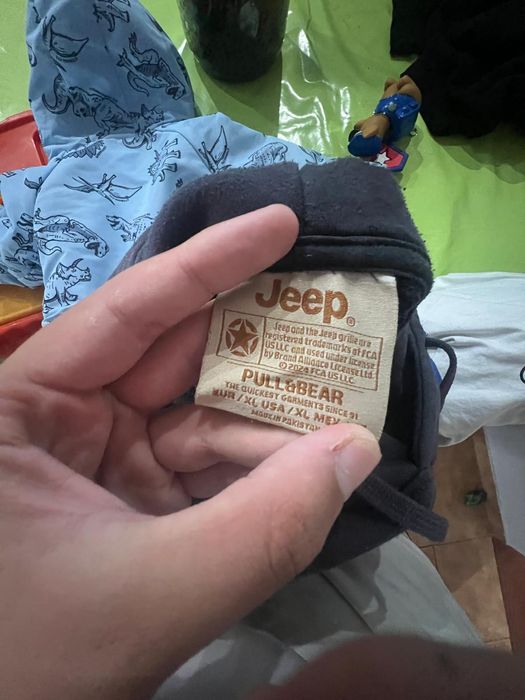 Jeep®
Jeep and the Jeep grille are
registered trademarks of FCA
US LLC and used under license
by Brand Alliance License Ltd.
© 2024 FCA US LLC.
PULL&BEAR
THE QUICKEST GARMENTS SINCE 91
EUR / XL USA / XL MEX
MADE IN PAKISTAN